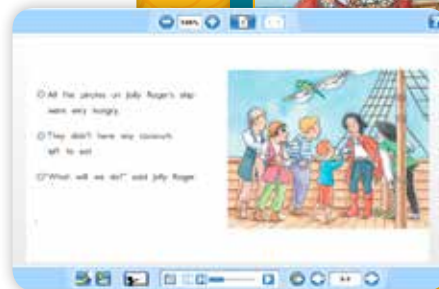 100%
All the pirates on Jolly Roger's ship
were very hungry.
They didn't have any coconuts
left to eat.
"What will we do?" said Jolly Roger.